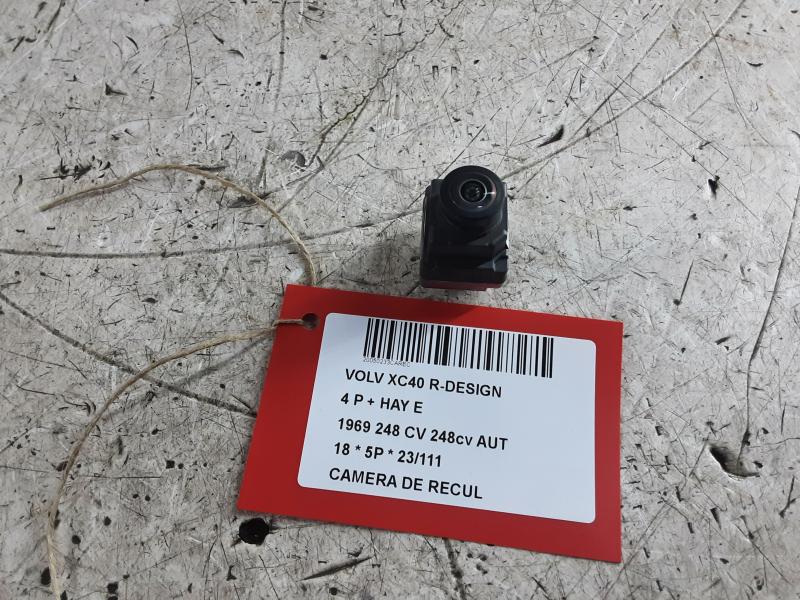 VOLV XC40 R-DESIGN
4 P + HAY E
1969 248 CV 248cv AUT
18 * 5P * 23/111
CAMERA DE RECUL